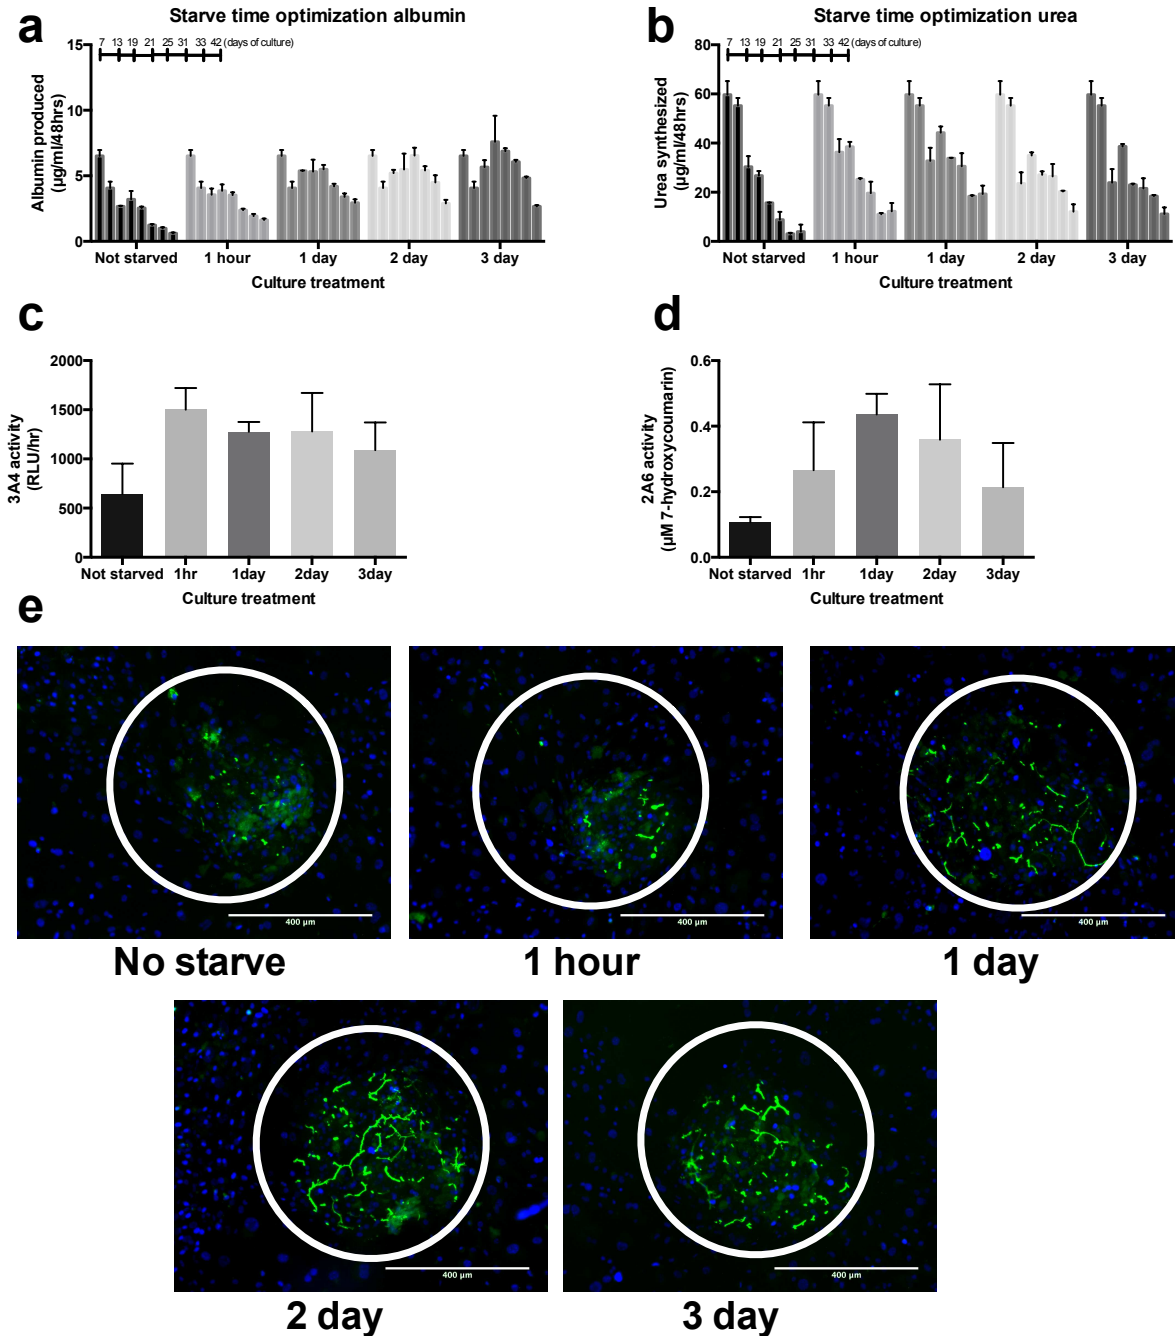 a
Starve time optimization albumin
7 13 19 21 25 31 33 42 (days of culture)
Albumin produced
(µg/ml/48hrs)
15
10
5
0
Not starved 1 hour 1 day 2 day 3 day
Culture treatment
b
Starve time optimization urea
7 13 19 21 25 31 33 42 (days of culture)
Urea synthesized
(µg/ml/48hrs)
80
60
40
20
0
Not starved 1 hour 1 day 2 day 3 day
Culture treatment
c
3A4 activity
(RLU/hr)
2000
1500
1000
500
0
Not starved 1hr 1day 2day 3day
Culture treatment
d
2A6 activity
(µM 7-hydroxycoumarin)
0.6
0.4
0.2
0.0
Not starved 1hr 1day 2day 3day
Culture treatment
e
400 µm
400 µm
400 µm
No starve
1 hour
1 day
400 µm
400 µm
2 day
3 day